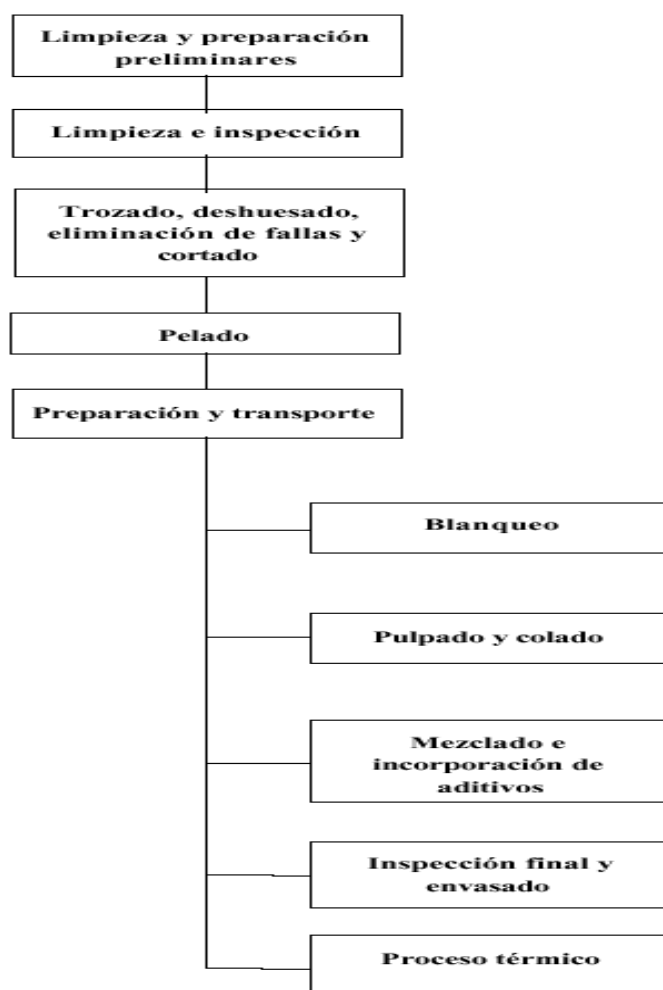 Limpieza y preparación
preliminares
Limpieza e inspección
Trozado, deshuesado,
eliminación de fallas y
cortado
Pelado
Preparación y transporte
Blanqueo
Pulpado y colado
Mezclado e
incorporación de
aditivos
Inspección final y
envasado
Proceso térmico